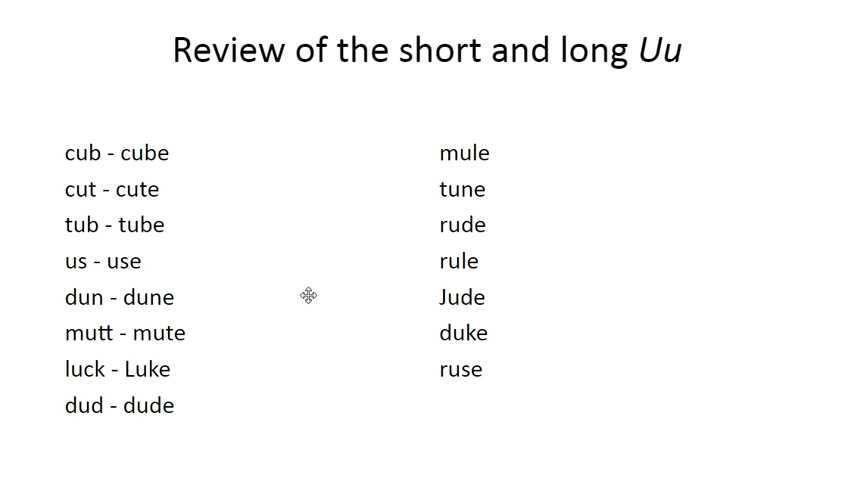 Review of the short and long Uu
cub - cube
cut - cute
tub - tube
us - use
dun - dune
mutt - mute
luck - Luke
dud - dude
mule
tune
rude
rule
Jude
duke
ruse